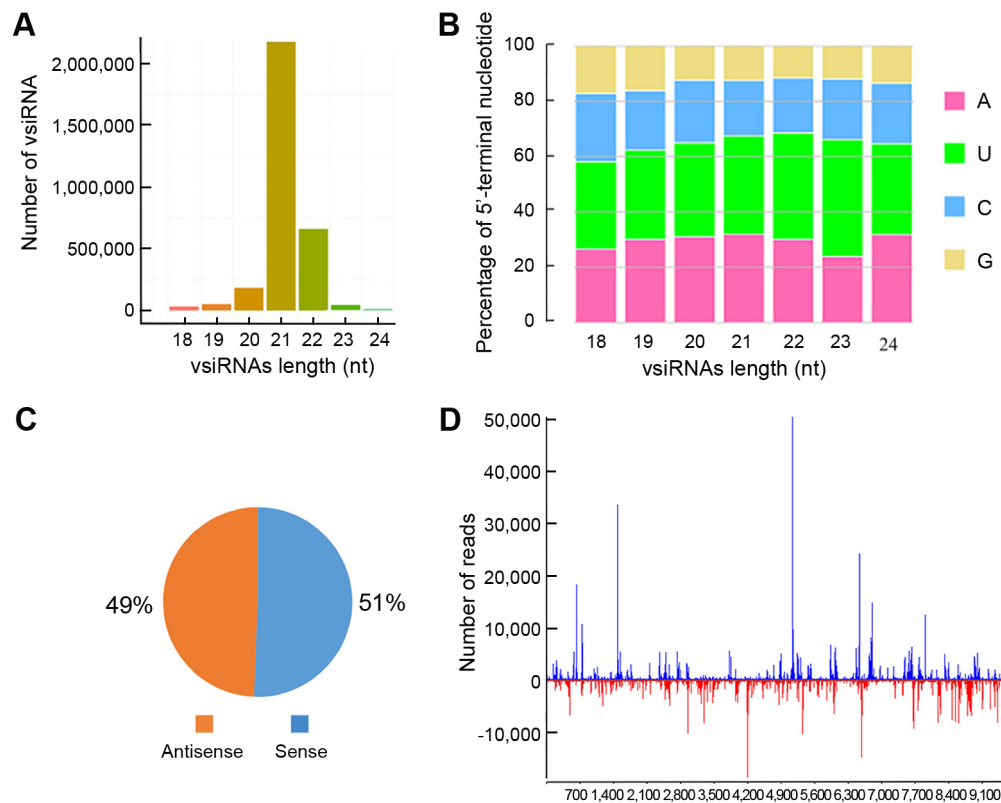 A
Number of vsiRNA
2,000,000
1,500,000
1,000,000
500,000
0
18 19 20 21 22 23 24
vsiRNAs length (nt)
B
Percentage of 5'-terminal nucleotide
100
80
60
40
20
0
18 19 20 21 22 23 24
vsiRNAs length (nt)
A
U
C
G
C
49%
51%
Antisense Sense
D
Number of reads
50,000
40,000
30,000
20,000
10,000
0
-10,000
700 1,400 2,100 2,800 3,500 4,200 4,900 5,600 6,300 7,000 7,700 8,400 9,100